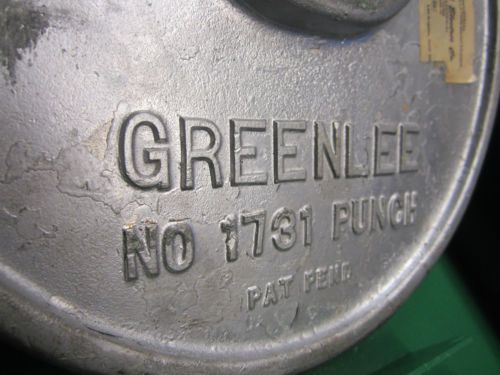 GREENLEE
NO 1731 PUNCH
PAT PEND.